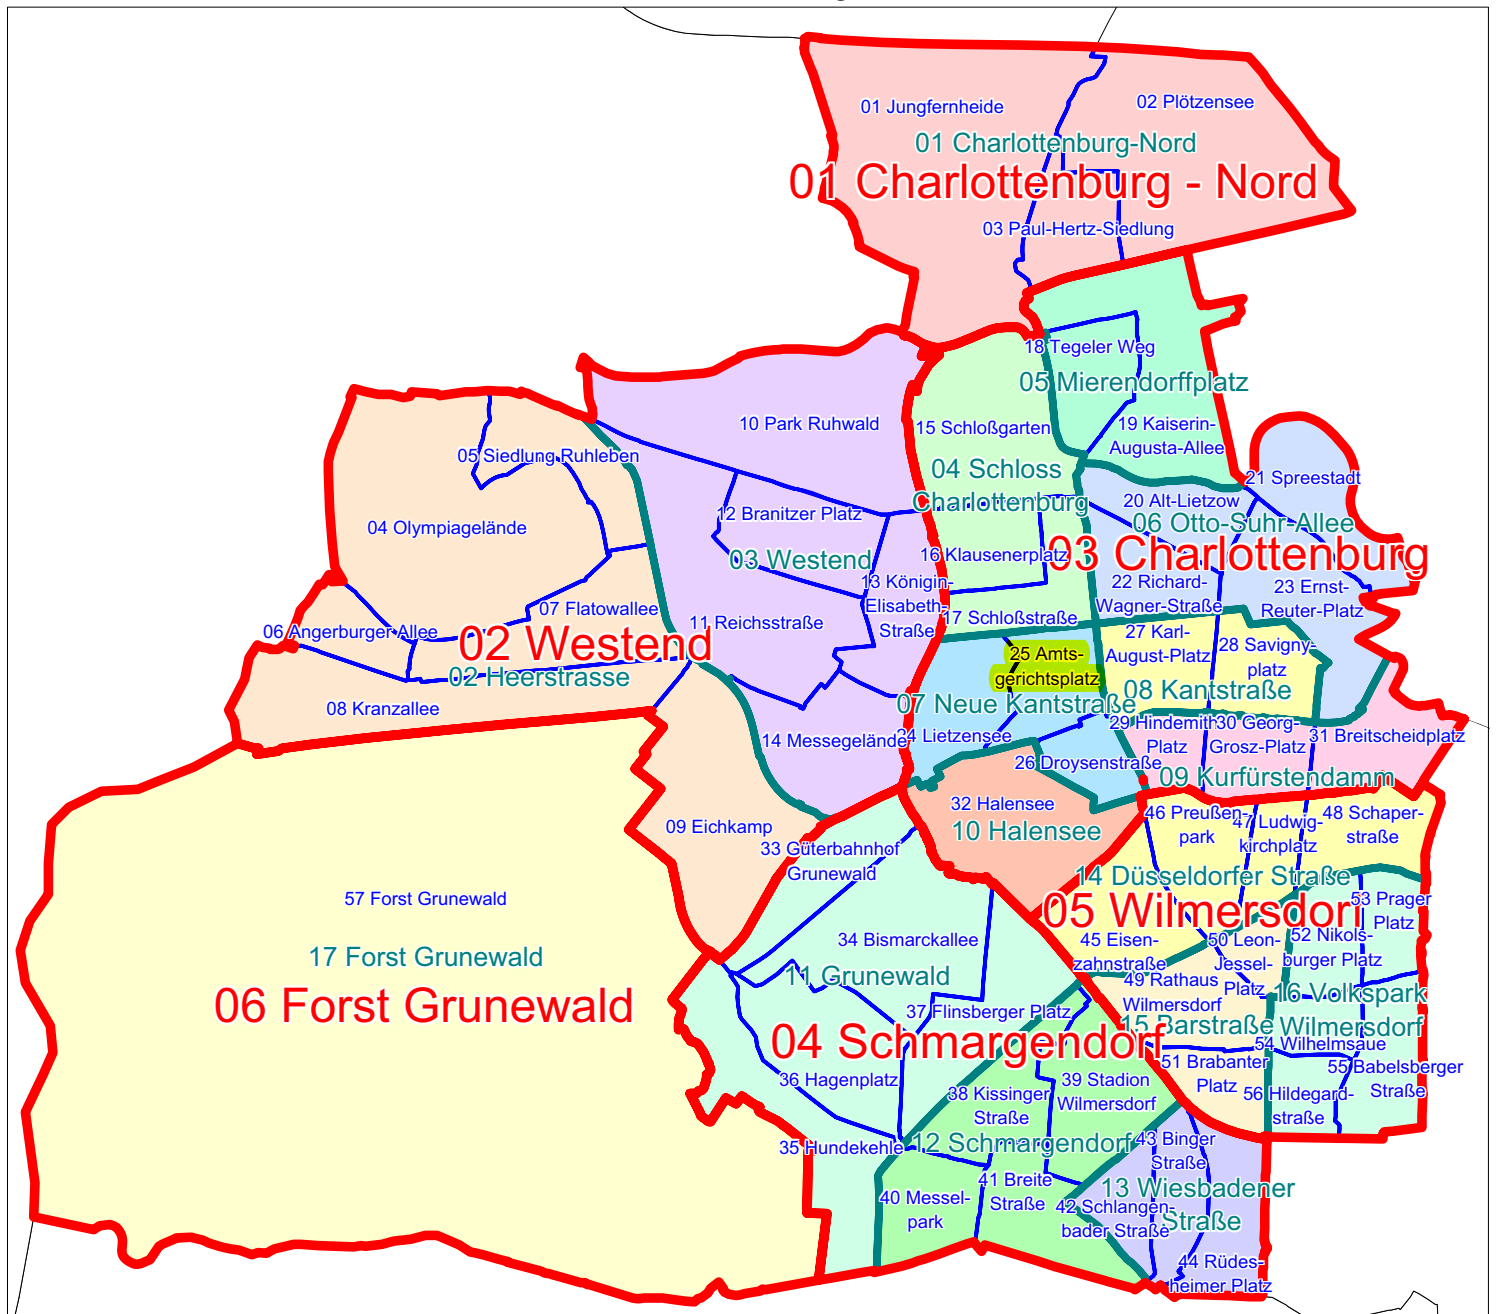 01 Jungfernheide
02 Plötzensee
01 Charlottenburg-Nord
01 Charlottenburg - Nord
03 Paul-Hertz-Siedlung
18 Tegeler Weg
05 Mierendorffplatz
10 Park Ruhwald
15 Schloßgarten
19 Kaiserin-
Augusta-Allee
05 Siedlung Ruhleben
04 Schloss
Charlottenburg
21 Spreestadt
20 Alt-Lietzow
04 Olympiagelände
12 Branitzer Platz
06 Otto-Suhr-Allee
03 Westend
16 Klausenerplatz
03 Charlottenburg
13 Königin-
Elisabeth-
Straße
22 Richard-
Wagner-Straße
23 Ernst-
Reuter-Platz
07 Flatowallee
11 Reichsstraße
17 Schloßstraße
06 Angerburger Allee
02 Westend
27 Karl-
August-Platz
28 Savigny-
platz
25 Amts-
gerichtsplatz
02 Heerstrasse
08 Kantstraße
07 Neue Kantstraße
08 Kranzallee
14 Messegelände
24 Lietzensee
29 Hindemith-
Platz
30 Georg-
Grosz-Platz
31 Breitscheidplatz
26 Droysenstraße
09 Kurfürstendamm
32 Halensee
10 Halensee
46 Preußen-
park
47 Ludwig-
kirchplatz
48 Schaper-
straße
09 Eichkamp
33 Güterbahnhof
Grunewald
14 Düsseldorfer Straße
57 Forst Grunewald
05 Wilmersdorf
53 Prager
Platz
34 Bismarckallee
45 Eisen-
zahnstraße
50 Leon-
Jessel-
Platz
52 Nikols-
burger Platz
17 Forst Grunewald
11 Grunewald
49 Rathaus
Wilmersdorf
16 Volkspark
Wilmersdorf
06 Forst Grunewald
37 Flinsberger Platz
15 Barstraße
04 Schmargendorf
54 Wilhelmsaue
51 Brabanter
Platz
55 Babelsberger
Straße
36 Hagenplatz
38 Kissinger
Straße
39 Stadion
Wilmersdorf
56 Hildegard-
straße
35 Hundekehle
12 Schmargendorf
43 Binger
Straße
40 Messel-
park
41 Breite
Straße
13 Wiesbadener
Straße
42 Schlangen-
bader Straße
44 Rüdes-
heimer Platz